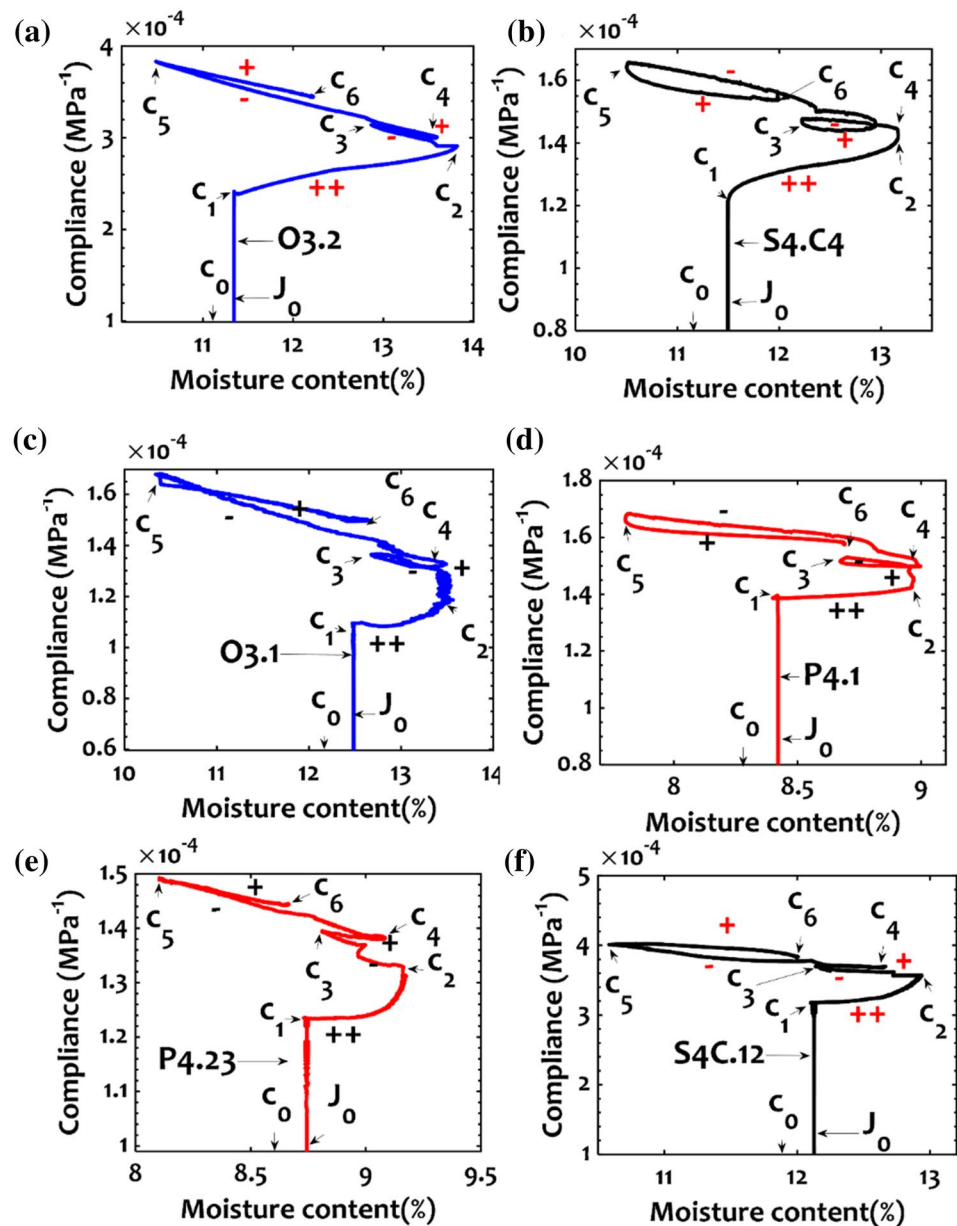 (a)
×10⁻⁴
Compliance (MPa⁻¹)
4
3
2
1
11
12
13
14
Moisture content(%)
c₅
+
-
c₆
c₄
+
c₃
-
c₂
c₁
++
O3.2
c₀
J₀
(b)
×10⁻⁴
Compliance (MPa⁻¹)
1.6
1.4
1.2
1
0.8
10
11
12
13
Moisture content (%)
c₅
-
+
c₆
c₄
c₃
-
+
c₂
c₁
++
S4.C4
c₀
J₀
(c)
×10⁻⁴
Compliance (MPa⁻¹)
1.6
1.4
1.2
1
0.8
0.6
10
11
12
13
14
Moisture content(%)
c₅
+
-
c₆
c₄
c₃
-
+
c₂
c₁
++
O3.1
c₀
J₀
(d)
×10⁻⁴
Compliance (MPa⁻¹)
1.8
1.6
1.4
1.2
1
0.8
8
8.5
9
Moisture content(%)
c₅
-
+
c₆
c₄
c₃
-
+
c₂
c₁
++
P4.1
c₀
J₀
(e)
×10⁻⁴
Compliance (MPa⁻¹)
1.5
1.4
1.3
1.2
1.1
1
8
8.5
9
9.5
Moisture content(%)
c₅
+
-
c₆
c₄
+
c₃
-
c₂
c₁
++
P4.23
c₀
J₀
(f)
×10⁻⁴
Compliance (MPa⁻¹)
5
4
3
2
1
11
12
13
Moisture content(%)
c₅
+
-
c₆
c₄
+
c₃
-
c₂
c₁
++
S4C.12
c₀
J₀